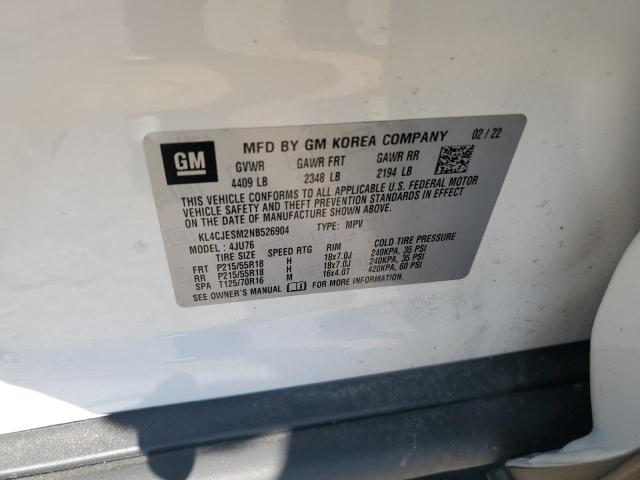 GM
MFD BY GM KOREA COMPANY 02 / 22
GVWR GAWR FRT GAWR RR
4409 LB 2348 LB 2194 LB
THIS VEHICLE CONFORMS TO ALL APPLICABLE U.S. FEDERAL MOTOR
VEHICLE SAFETY AND THEFT PREVENTION STANDARDS IN EFFECT ON
THE DATE OF MANUFACTURE SHOWN ABOVE.
KL4CJESM2NB526904 TYPE: MPV
MODEL: 4JU76
TIRE SIZE SPEED RTG RIM COLD TIRE PRESSURE
FRT P215/55R18 H 18x7.0J 240KPA, 35 PSI
RR P215/55R18 H 18x7.0J 240KPA, 35 PSI
SPA T125/70R16 M 16x4.0T 420KPA, 60 PSI
SEE OWNER'S MANUAL FOR MORE INFORMATION.